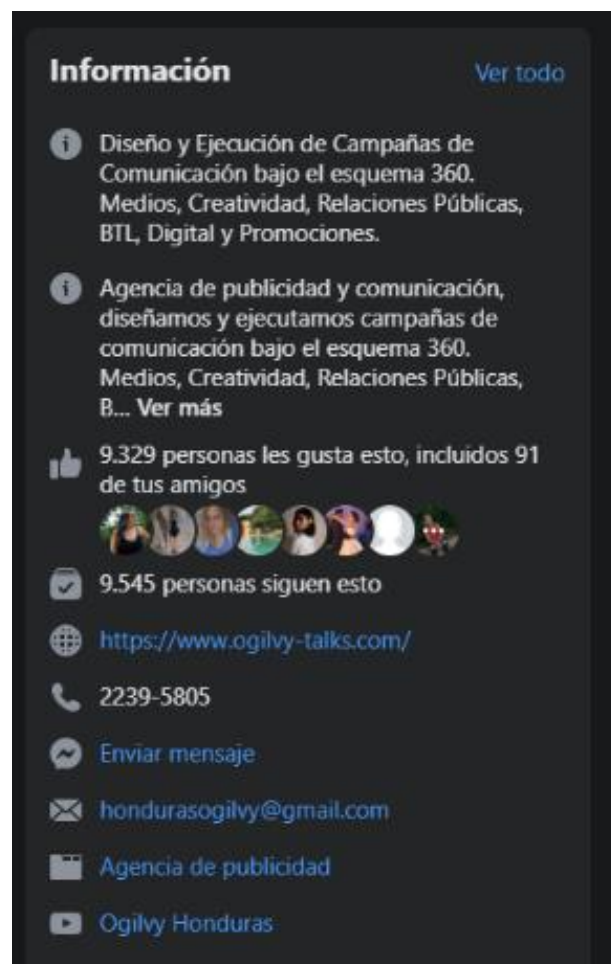 Información
Ver todo
Diseño y Ejecución de Campañas de
Comunicación bajo el esquema 360.
Medios, Creatividad, Relaciones Públicas,
BTL, Digital y Promociones.
Agencia de publicidad y comunicación,
diseñamos y ejecutamos campañas de
comunicación bajo el esquema 360.
Medios, Creatividad, Relaciones Públicas,
B... Ver más
9.329 personas les gusta esto, incluidos 91
de tus amigos
9.545 personas siguen esto
https://www.ogilvy-talks.com/
2239-5805
Enviar mensaje
hondurasogilvy@gmail.com
Agencia de publicidad
Ogilvy Honduras